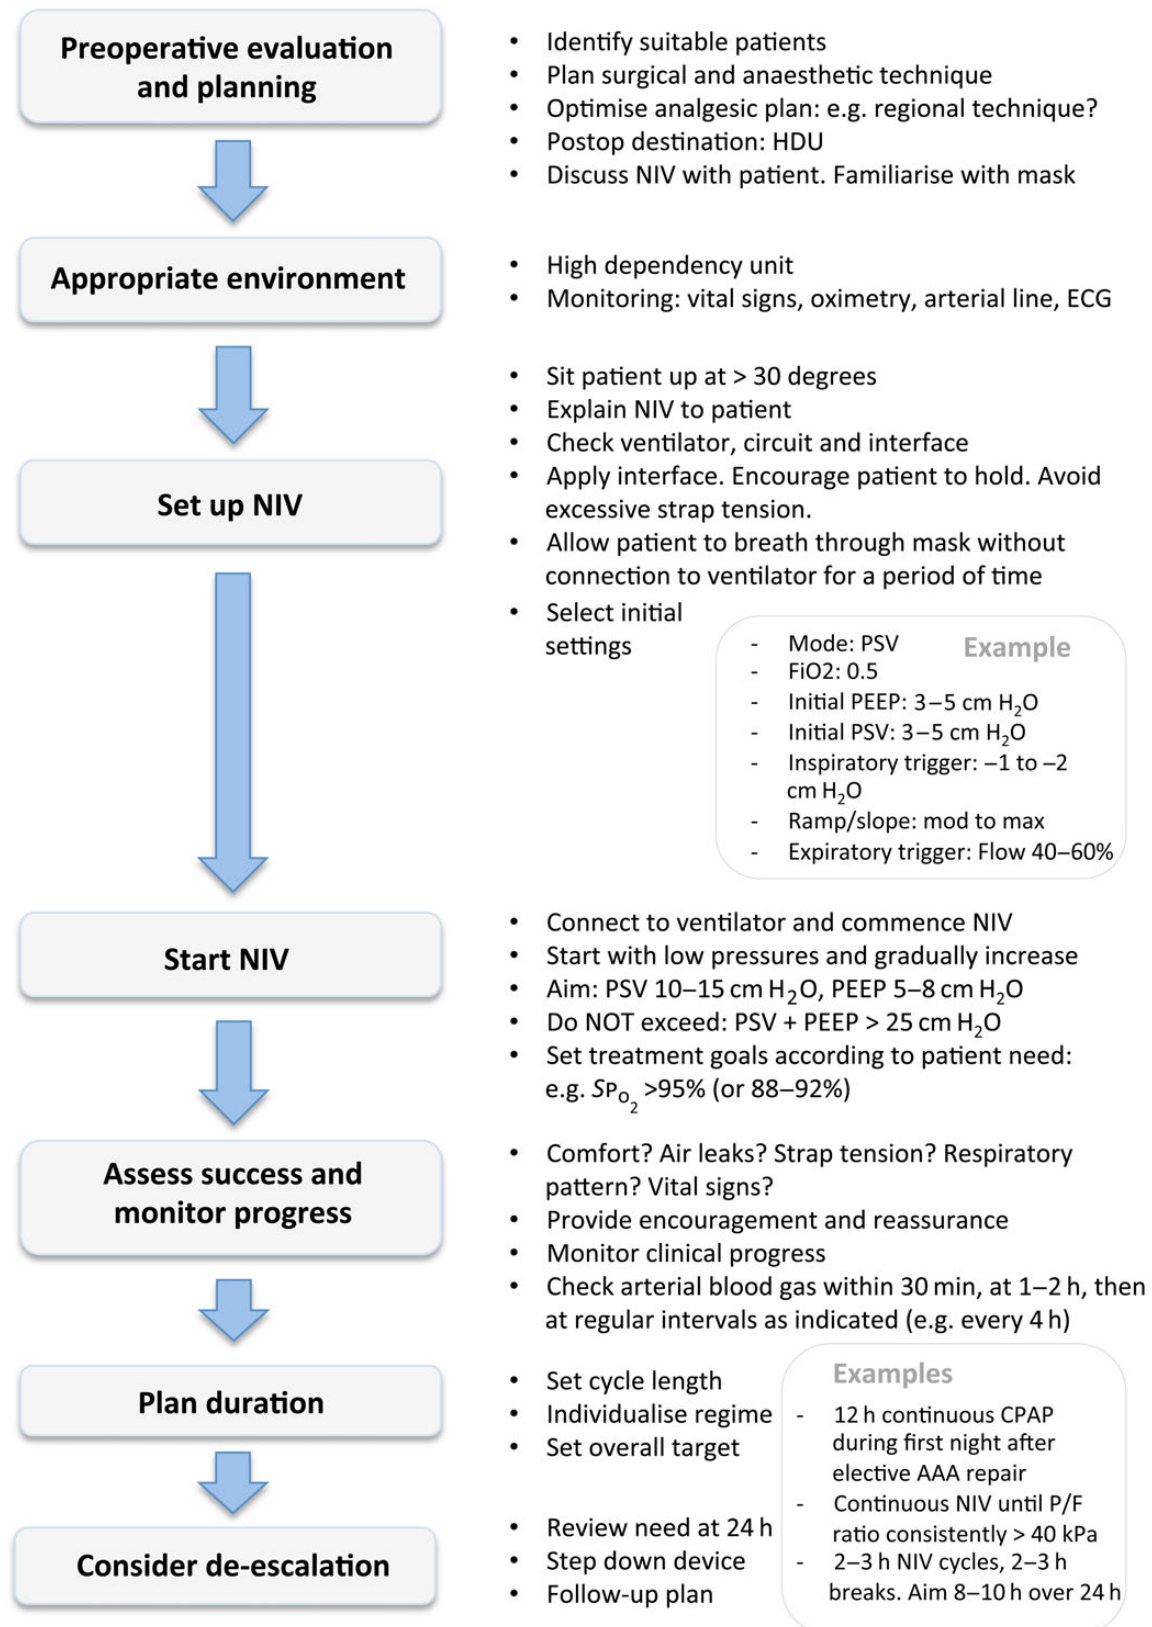 Preoperative evaluation
and planning
• Identify suitable patients
• Plan surgical and anaesthetic technique
• Optimise analgesic plan: e.g. regional technique?
• Postop destination: HDU
• Discuss NIV with patient. Familiarise with mask
Appropriate environment
• High dependency unit
• Monitoring: vital signs, oximetry, arterial line, ECG
Set up NIV
• Sit patient up at > 30 degrees
• Explain NIV to patient
• Check ventilator, circuit and interface
• Apply interface. Encourage patient to hold. Avoid
excessive strap tension.
• Allow patient to breath through mask without
connection to ventilator for a period of time
• Select initial
settings
Example
- Mode: PSV
- FiO2: 0.5
- Initial PEEP: 3–5 cm H₂O
- Initial PSV: 3–5 cm H₂O
- Inspiratory trigger: –1 to –2
cm H₂O
- Ramp/slope: mod to max
- Expiratory trigger: Flow 40–60%
Start NIV
• Connect to ventilator and commence NIV
• Start with low pressures and gradually increase
• Aim: PSV 10–15 cm H₂O, PEEP 5–8 cm H₂O
• Do NOT exceed: PSV + PEEP > 25 cm H₂O
• Set treatment goals according to patient need:
e.g. SPO₂ >95% (or 88–92%)
Assess success and
monitor progress
• Comfort? Air leaks? Strap tension? Respiratory
pattern? Vital signs?
• Provide encouragement and reassurance
• Monitor clinical progress
• Check arterial blood gas within 30 min, at 1–2 h, then
at regular intervals as indicated (e.g. every 4 h)
Plan duration
• Set cycle length
• Individualise regime
• Set overall target
Examples
- 12 h continuous CPAP
during first night after
elective AAA repair
- Continuous NIV until P/F
ratio consistently > 40 kPa
- 2–3 h NIV cycles, 2–3 h
breaks. Aim 8–10 h over 24 h
Consider de-escalation
• Review need at 24 h
• Step down device
• Follow-up plan